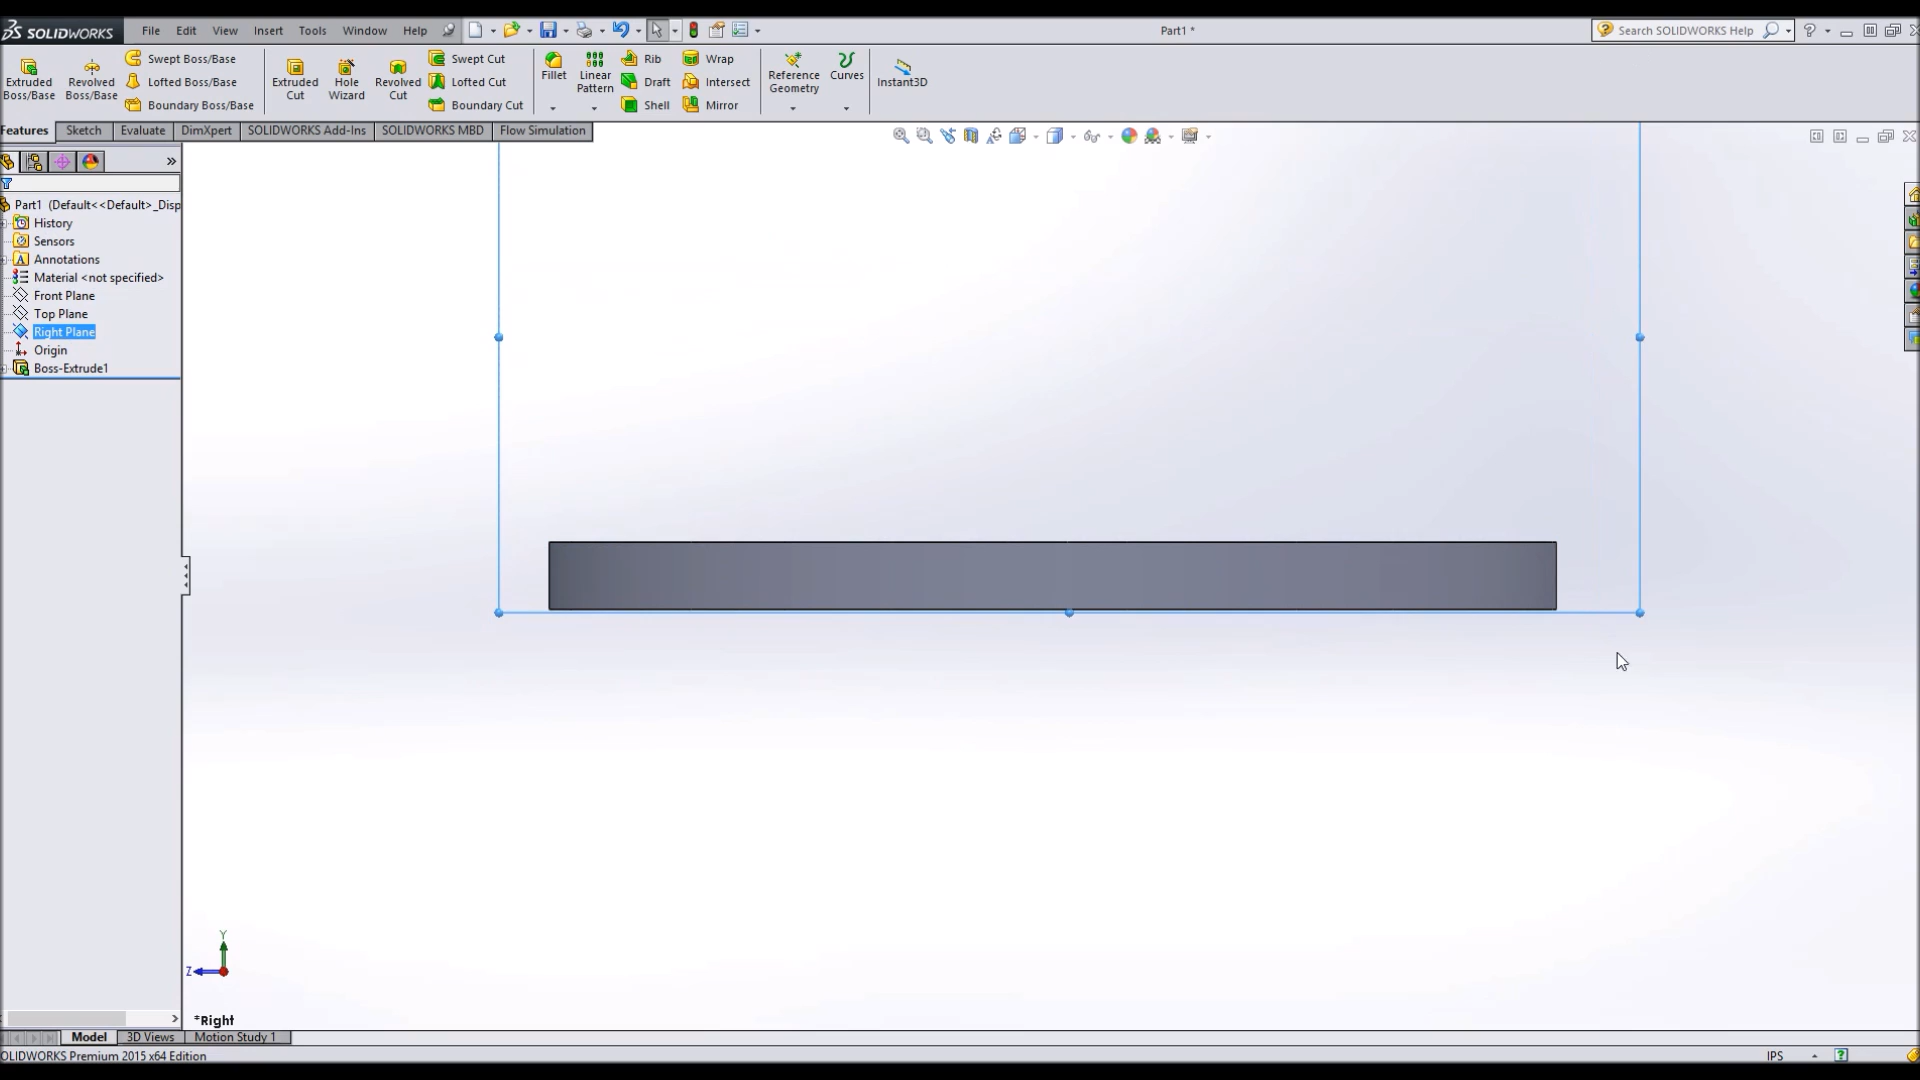 SOLIDWORKS File Edit View Insert Tools Window Help Part1 * Search SOLIDWORKS Help ?
Extruded Boss/Base
Revolved Boss/Base
Swept Boss/Base
Lofted Boss/Base
Boundary Boss/Base
Extruded Cut
Hole Wizard
Revolved Cut
Swept Cut
Lofted Cut
Boundary Cut
Fillet
Linear Pattern
Rib
Draft
Shell
Wrap
Intersect
Mirror
Reference Geometry
Curves
Instant3D
Features Sketch Evaluate DimXpert SOLIDWORKS Add-Ins SOLIDWORKS MBD Flow Simulation
»
Part1 (Default<<Default>_Disp
History
Sensors
Annotations
Material <not specified>
Front Plane
Top Plane
Right Plane
Origin
Boss-Extrude1
Y
Z
*Right
Model 3D Views Motion Study 1
OLIDWORKS Premium 2015 x64 Edition IPS ?